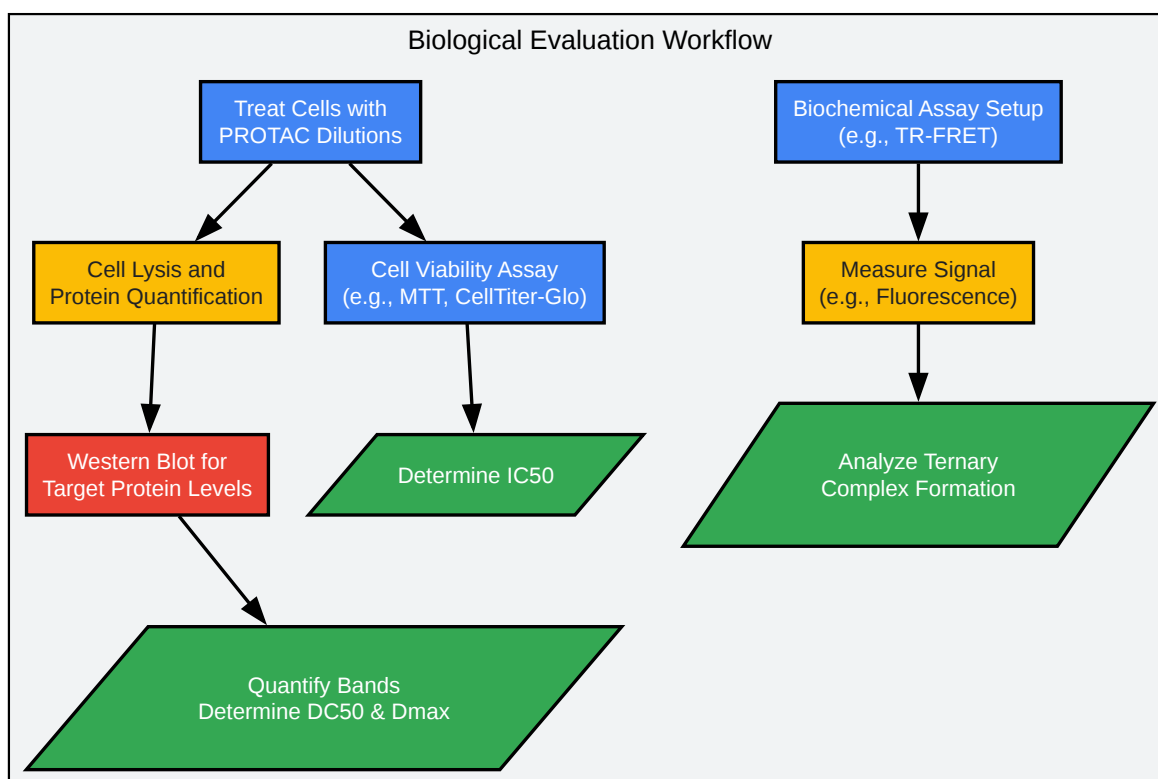 Biological Evaluation Workflow
Treat Cells with
PROTAC Dilutions
Biochemical Assay Setup
(e.g., TR-FRET)
Cell Lysis and
Protein Quantification
Cell Viability Assay
(e.g., MTT, CellTiter-Glo)
Measure Signal
(e.g., Fluorescence)
Western Blot for
Target Protein Levels
Determine IC50
Analyze Ternary
Complex Formation
Quantify Bands
Determine DC50 & Dmax